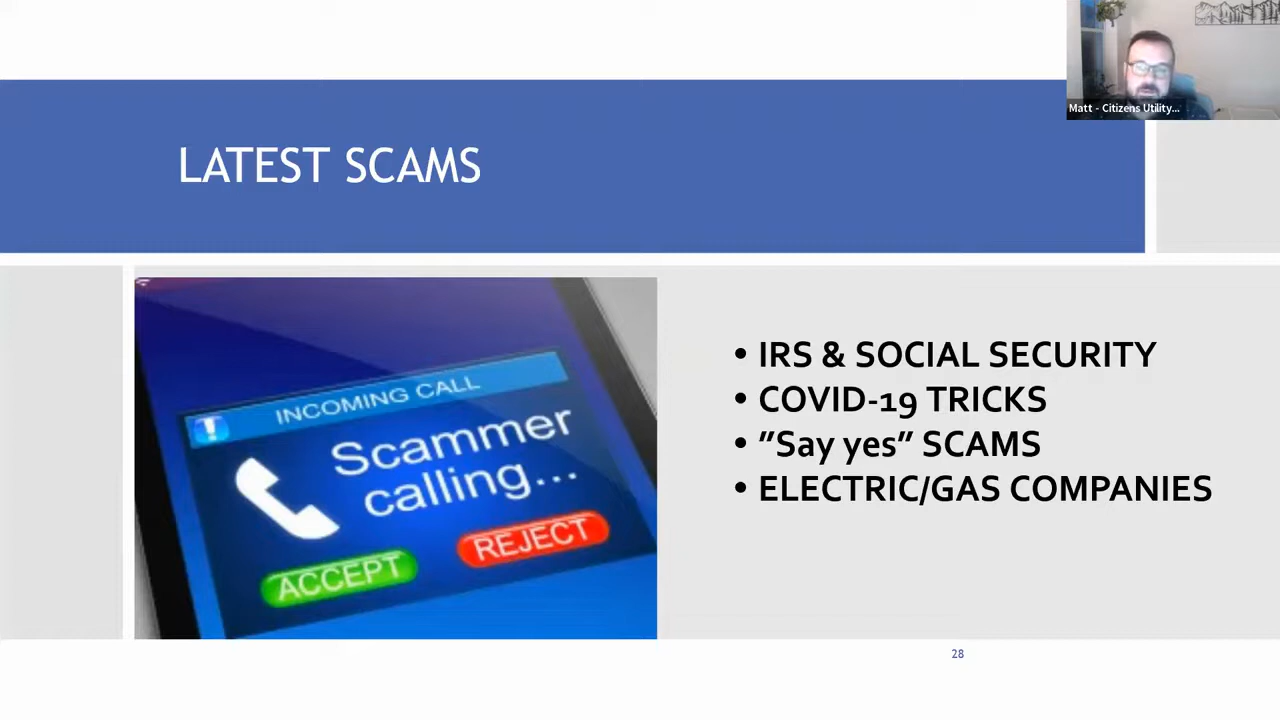 Matt - Citizens Utility...
LATEST SCAMS
INCOMING CALL
Scammer
calling...
ACCEPT
REJECT
• IRS & SOCIAL SECURITY
• COVID-19 TRICKS
• ”Say yes” SCAMS
• ELECTRIC/GAS COMPANIES
28